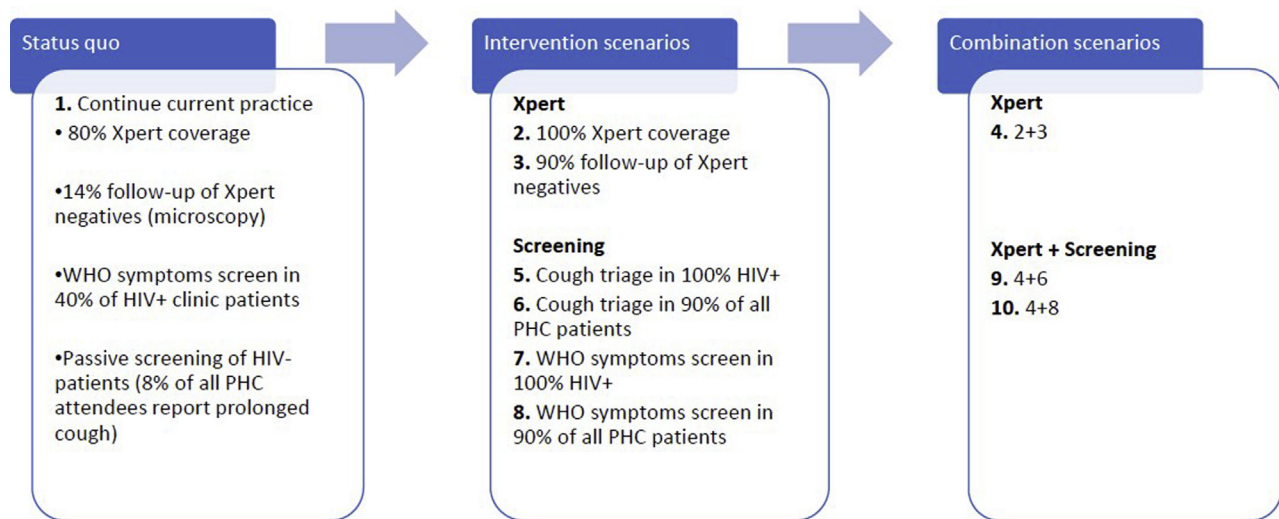 Status quo
1. Continue current practice
• 80% Xpert coverage
•14% follow-up of Xpert
negatives (microscopy)
•WHO symptoms screen in
40% of HIV+ clinic patients
•Passive screening of HIV-
patients (8% of all PHC
attendees report prolonged
cough)
Intervention scenarios
Xpert
2. 100% Xpert coverage
3. 90% follow-up of Xpert
negatives
Screening
5. Cough triage in 100% HIV+
6. Cough triage in 90% of all
PHC patients
7. WHO symptoms screen in
100% HIV+
8. WHO symptoms screen in
90% of all PHC patients
Combination scenarios
Xpert
4. 2+3
Xpert + Screening
9. 4+6
10. 4+8